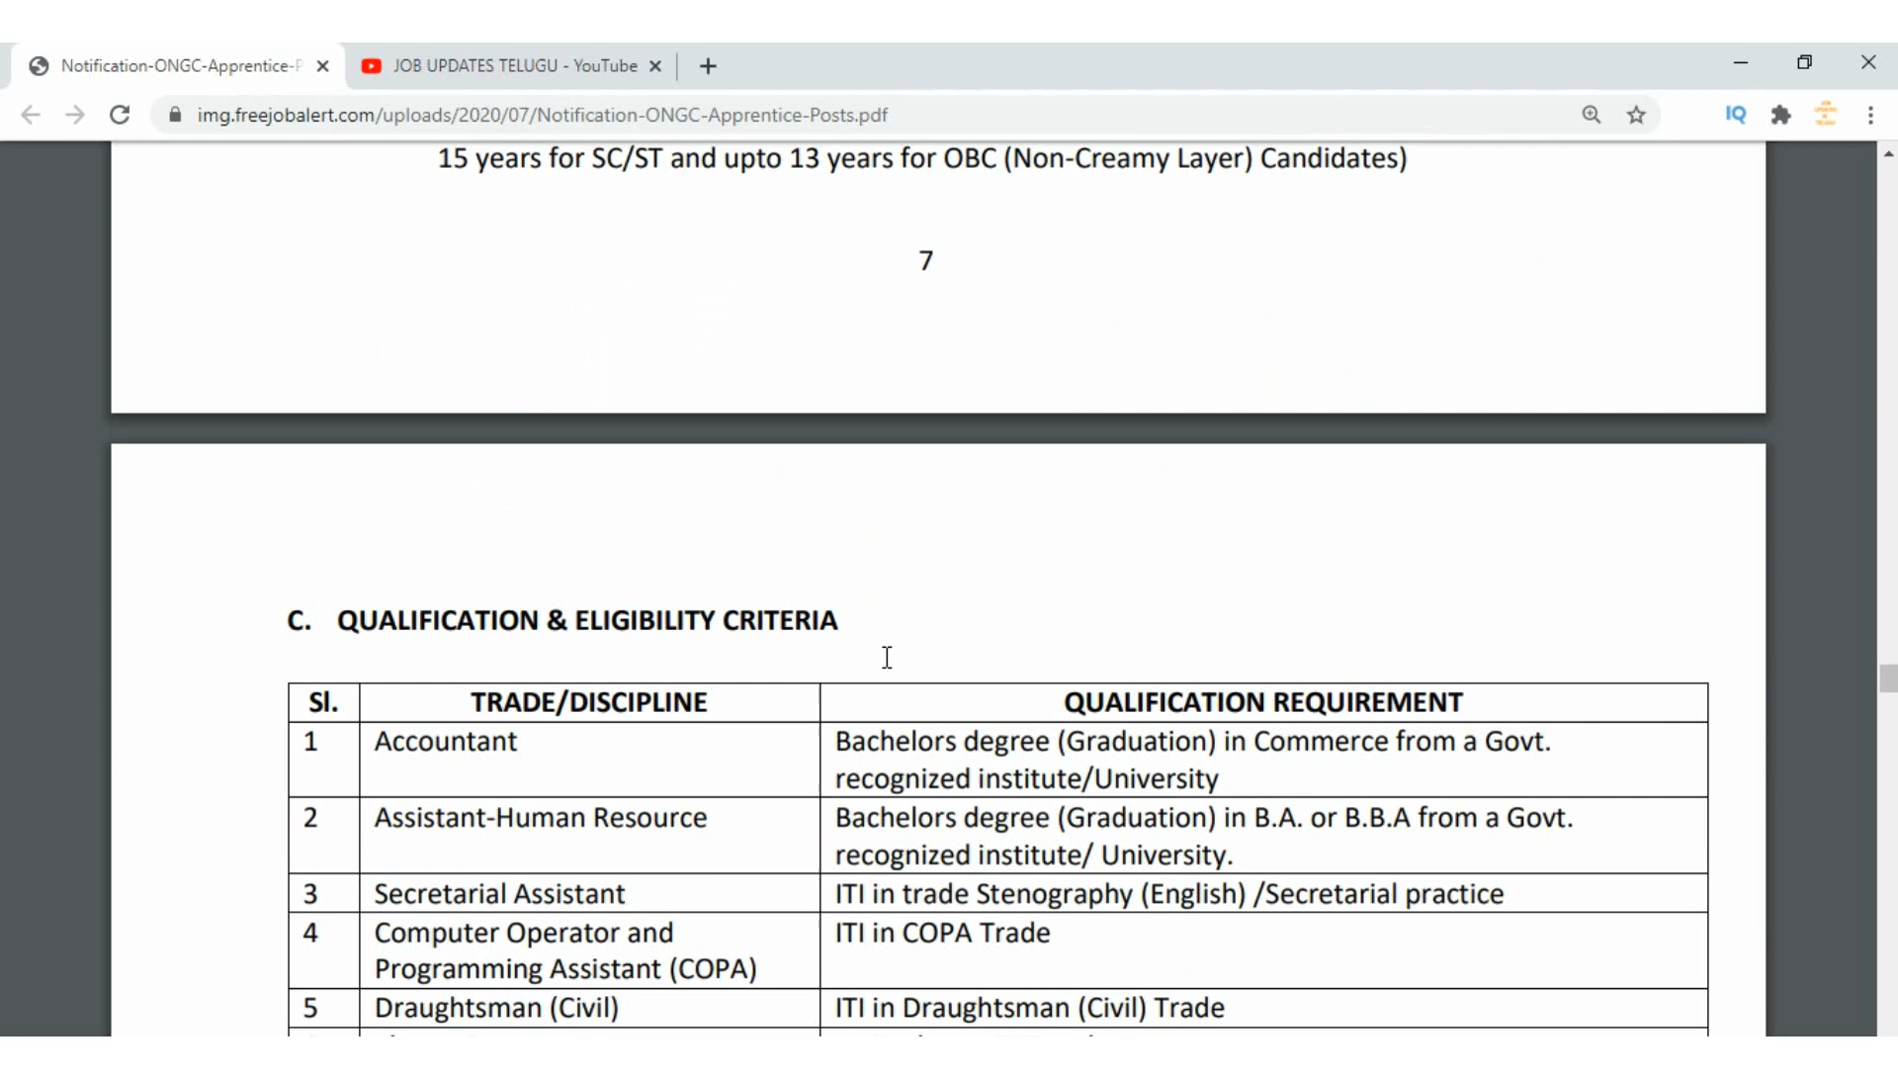 Notification-ONGC-Apprentice-P
JOB UPDATES TELUGU - YouTube
img.freejobalert.com/uploads/2020/07/Notification-ONGC-Apprentice-Posts.pdf
IQ
15 years for SC/ST and upto 13 years for OBC (Non-Creamy Layer) Candidates)
7
C. QUALIFICATION & ELIGIBILITY CRITERIA
Sl. TRADE/DISCIPLINE QUALIFICATION REQUIREMENT
1 Accountant Bachelors degree (Graduation) in Commerce from a Govt.
recognized institute/University
2 Assistant-Human Resource Bachelors degree (Graduation) in B.A. or B.B.A from a Govt.
recognized institute/ University.
3 Secretarial Assistant ITI in trade Stenography (English) /Secretarial practice
4 Computer Operator and ITI in COPA Trade
Programming Assistant (COPA)
5 Draughtsman (Civil) ITI in Draughtsman (Civil) Trade